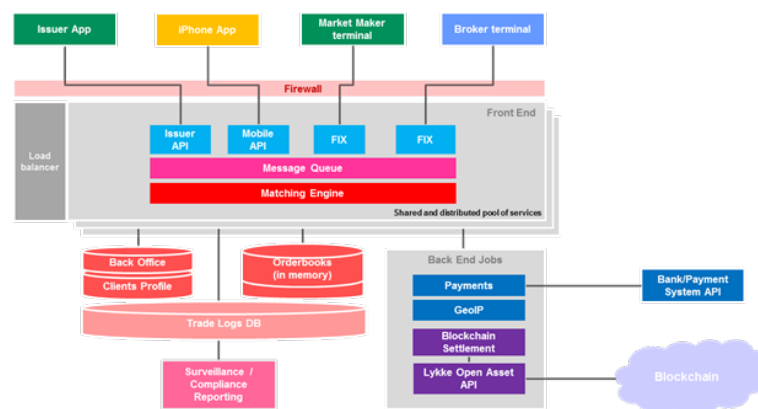 Issuer App
iPhone App
Market Maker
terminal
Broker terminal
Firewall
Front End
Load
balancer
Issuer
API
Mobile
API
FIX
FIX
Message Queue
Matching Engine
Shared and distributed pool of services
Back Office
Clients Profile
Orderbooks
(in memory)
Trade Logs DB
Surveillance /
Compliance
Reporting
Back End Jobs
Payments
GeoIP
Blockchain
Settlement
Lykke Open Asset
API
Bank/Payment
System API
Blockchain